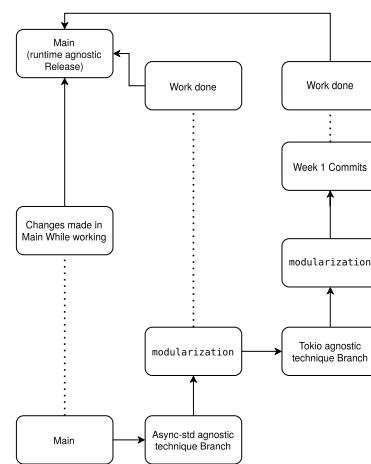 Main
(runtime agnostic
Release)
Work done
Work done
Week 1 Commits
Changes made in
Main While working
modularization
modularization
Tokio agnostic
technique Branch
Main
Async-std agnostic
technique Branch